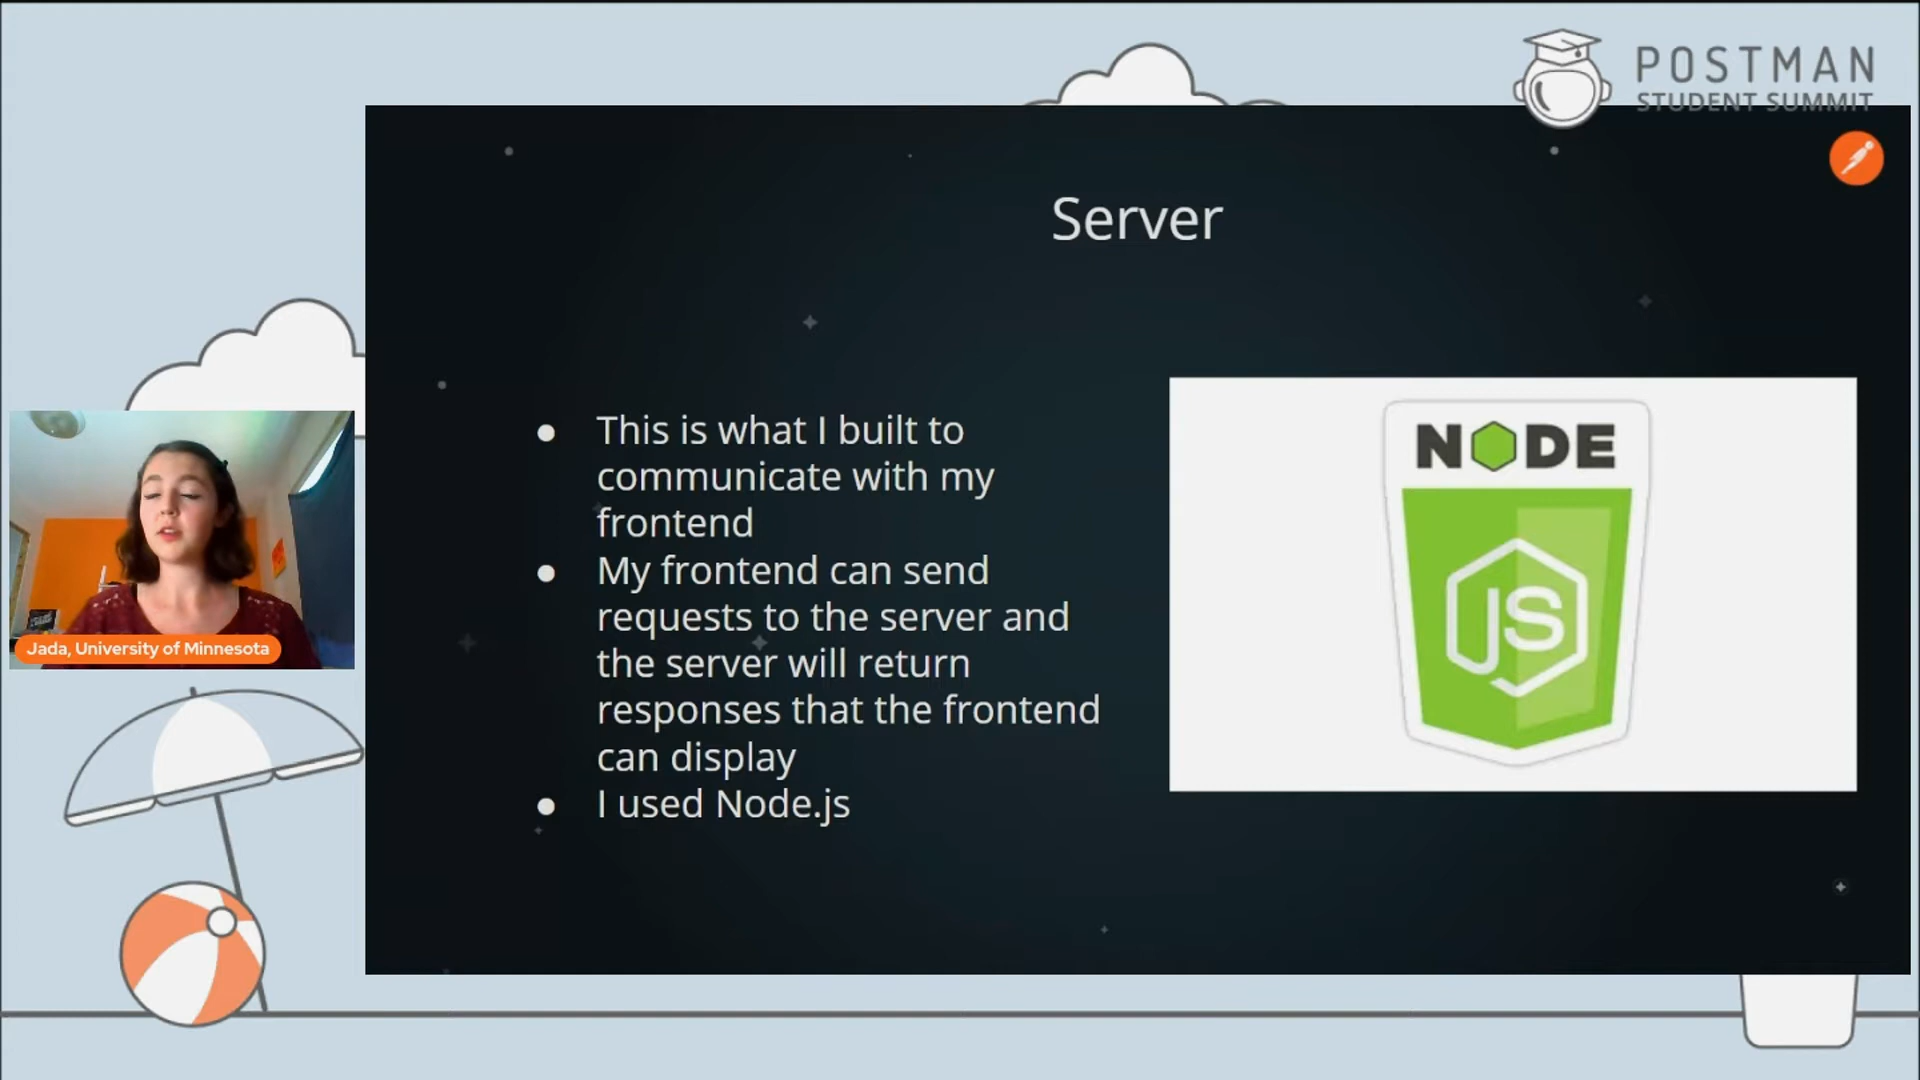 POSTMAN
STUDENT SUMMIT
Server
● This is what I built to
communicate with my
frontend
● My frontend can send
requests to the server and
the server will return
responses that the frontend
can display
● I used Node.js
NODE
JS
Jada, University of Minnesota